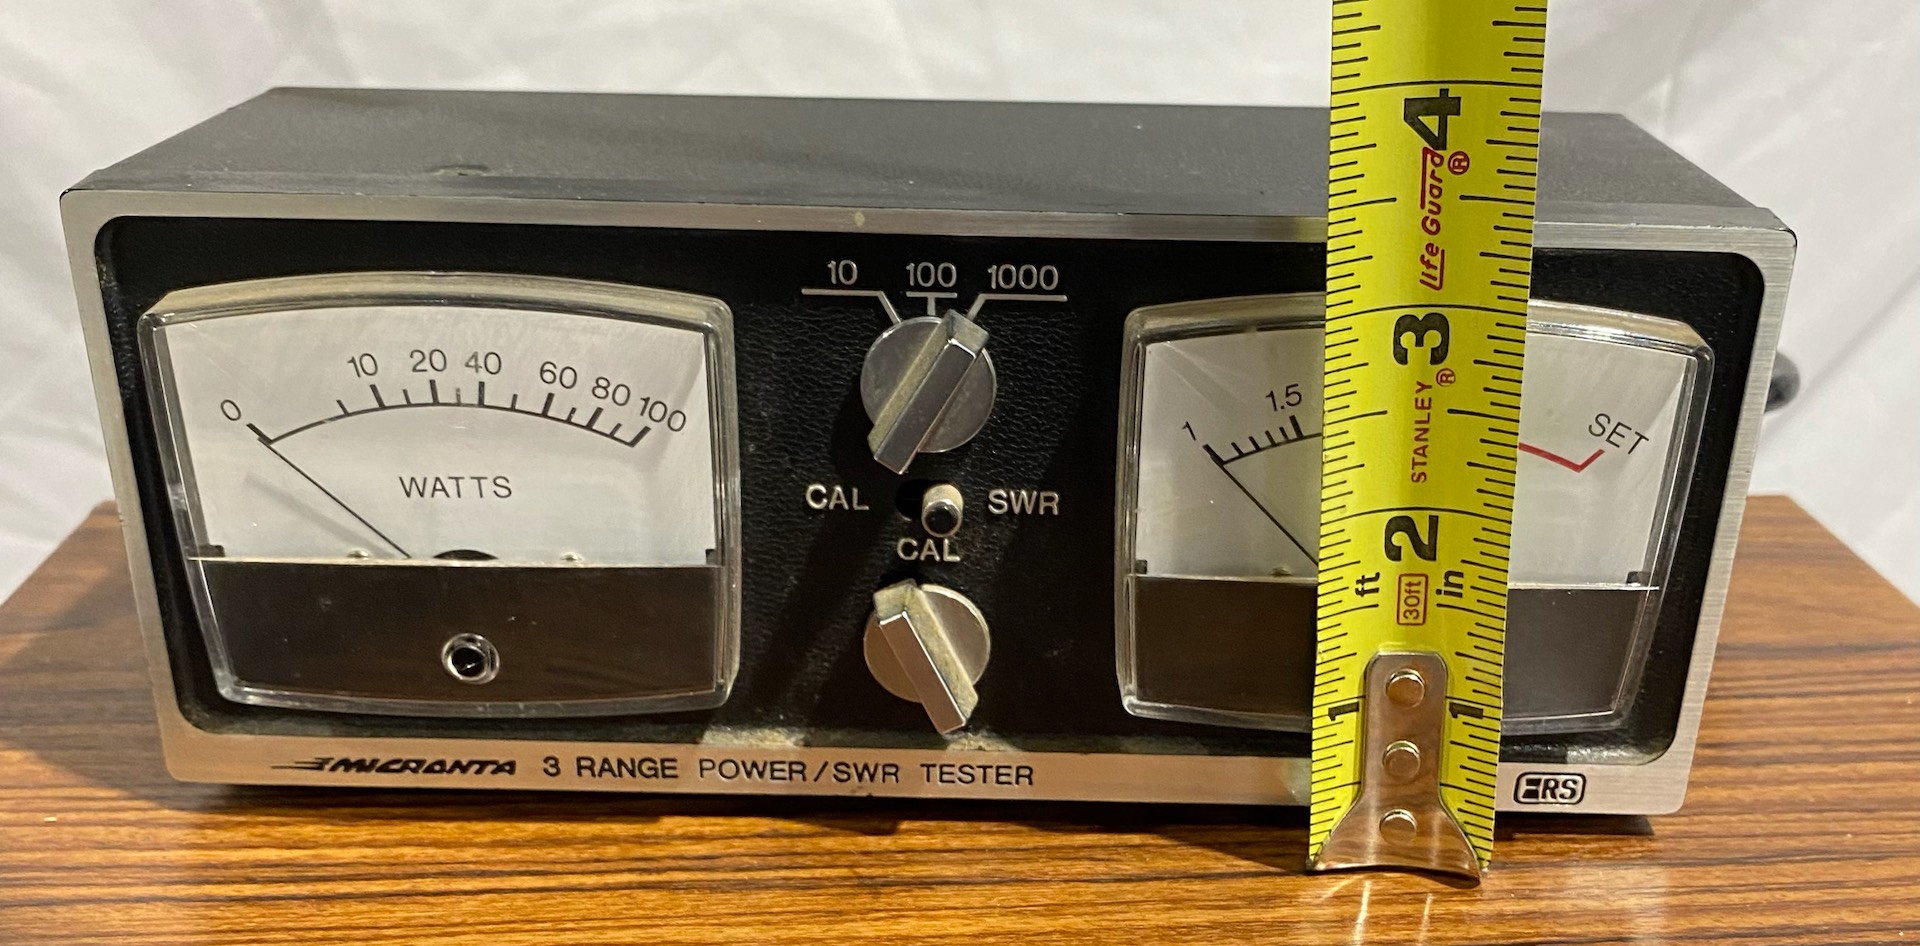 10 100 1000
0 10 20 40 60 80 100
WATTS
CAL SWR
CAL
1 1.5 SET
MICRONTA 3 RANGE POWER/SWR TESTER
ERS
4
Life Guard®
3
STANLEY®
2
ft 30ft in
1 1